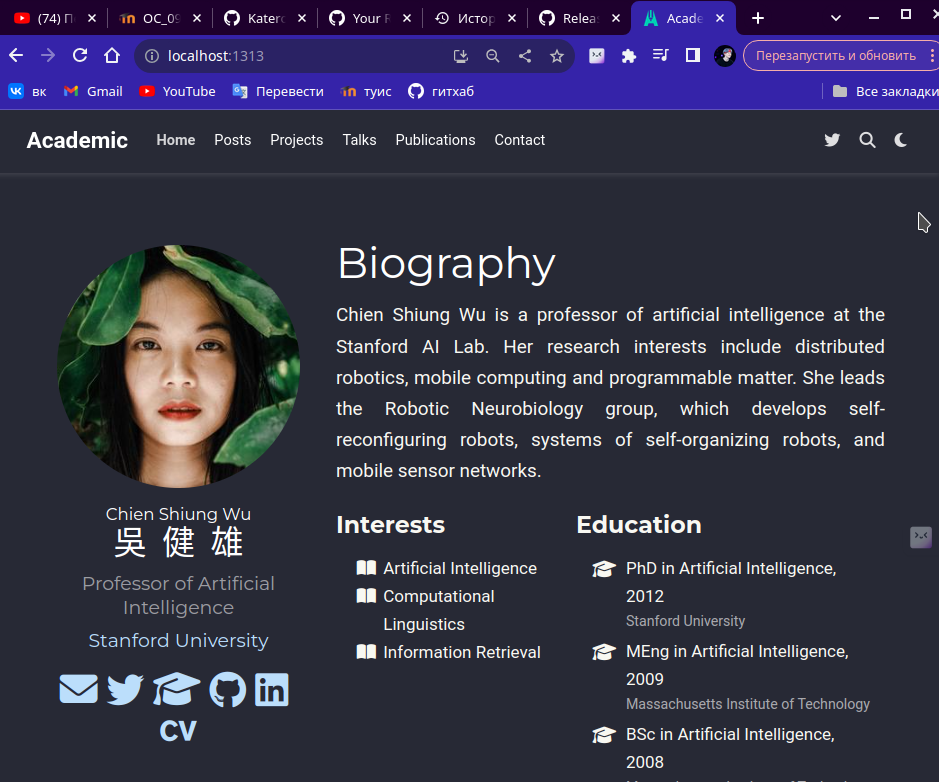 (74) П
OC_09
Katerc
Your R
Истор
Relea
Acade
localhost:1313
Перезапустить и обновить
вк
Gmail
YouTube
Перевести
туис
гитхаб
Все закладки
Academic
Home
Posts
Projects
Talks
Publications
Contact
Biography
Chien Shiung Wu is a professor of artificial intelligence at the
Stanford AI Lab. Her research interests include distributed
robotics, mobile computing and programmable matter. She leads
the Robotic Neurobiology group, which develops self-
reconfiguring robots, systems of self-organizing robots, and
mobile sensor networks.
Chien Shiung Wu
吳健雄
Professor of Artificial
Intelligence
Stanford University
CV
Interests
Artificial Intelligence
Computational
Linguistics
Information Retrieval
Education
PhD in Artificial Intelligence,
2012
Stanford University
MEng in Artificial Intelligence,
2009
Massachusetts Institute of Technology
BSc in Artificial Intelligence,
2008